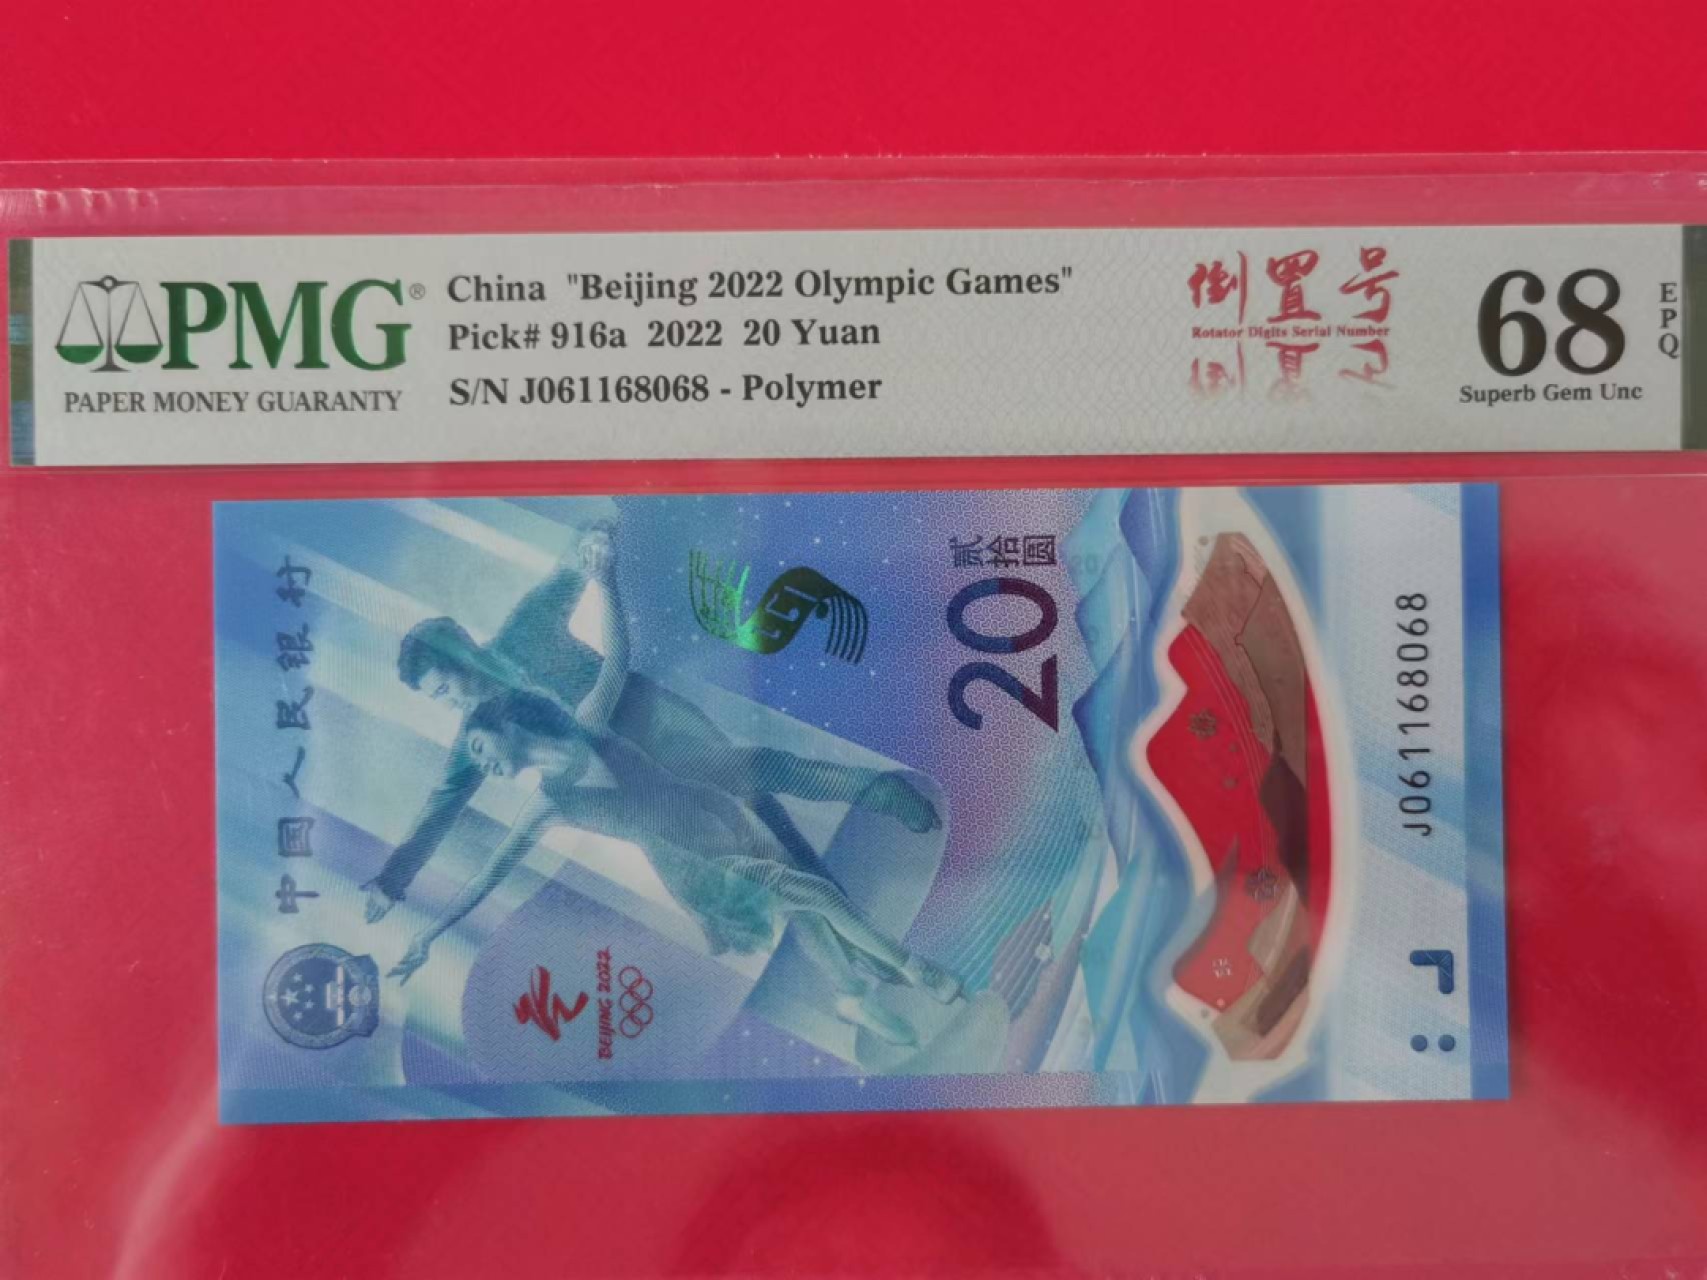 PMG®
PAPER MONEY GUARANTY
China "Beijing 2022 Olympic Games"
Pick# 916a 2022 20 Yuan
S/N J061168068 - Polymer
倒置号
Rotator Digits Serial Number
68
EPQ
Superb Gem Unc
中国人民银行
BEIJING 2022
贰拾圆
20
J061168068